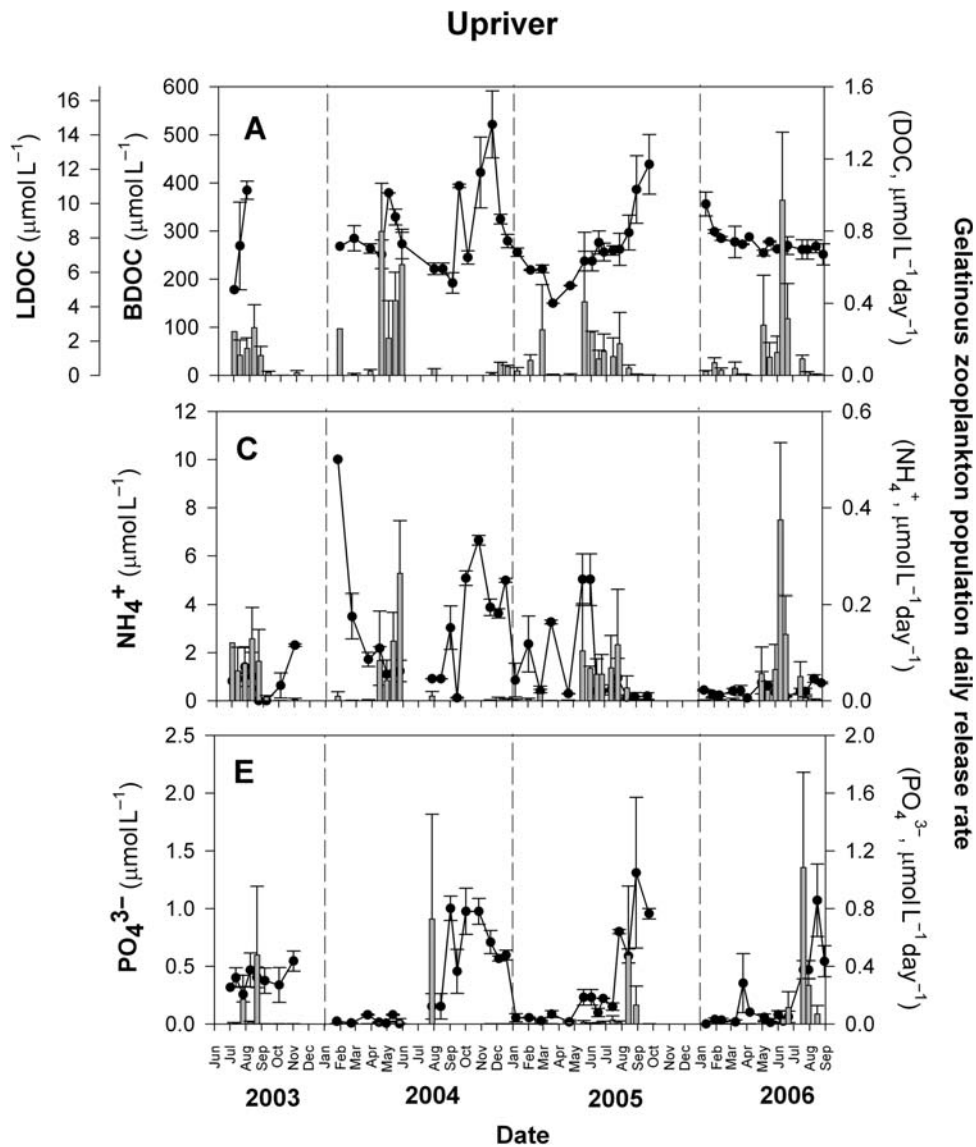 Upriver
LDOC (µmol L⁻¹)
16
14
12
10
8
6
4
2
0
BDOC (µmol L⁻¹)
600
500
400
300
200
100
0
A
1.6
1.2
0.8
0.4
0.0
(DOC, µmol L⁻¹ day⁻¹)
NH₄⁺ (µmol L⁻¹)
12
10
8
6
4
2
0
C
0.6
0.4
0.2
0.0
(NH₄⁺, µmol L⁻¹ day⁻¹)
PO₄³⁻ (µmol L⁻¹)
2.5
2.0
1.5
1.0
0.5
0.0
E
2.0
1.6
1.2
0.8
0.4
0.0
(PO₄³⁻, µmol L⁻¹ day⁻¹)
Gelatinous zooplankton population daily release rate
Jun Jul Aug Sep Oct Nov Dec Jan Feb Mar Apr May Jun Jul Aug Sep Oct Nov Dec Jan Feb Mar Apr May Jun Jul Aug Sep Oct Nov Dec Jan Feb Mar Apr May Jun Jul Aug Sep
2003 2004 2005 2006
Date